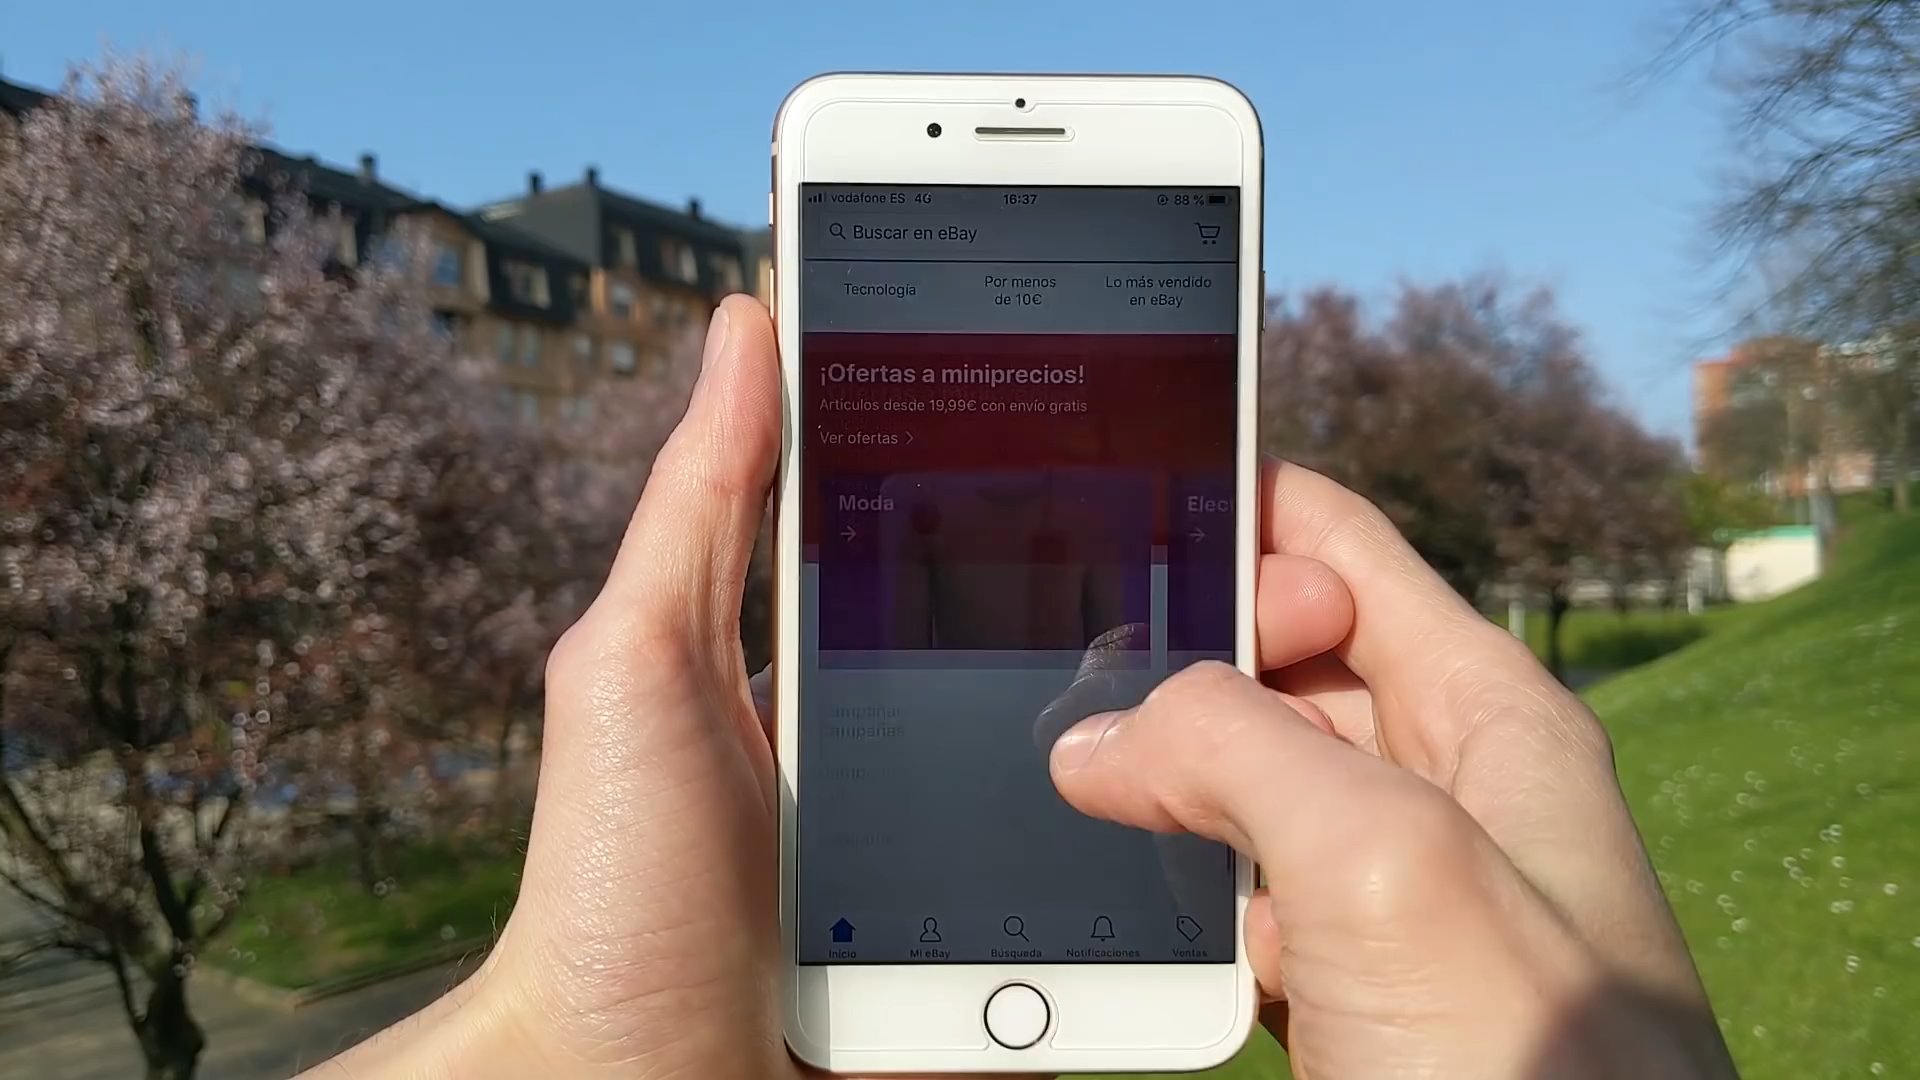 vodafone ES 4G 16:37 88 %
Buscar en eBay
Tecnología
Por menos
de 10€
Lo más vendido
en eBay
¡Ofertas a miniprecios!
Artículos desde 19,99€ con envío gratis
Ver ofertas
Moda
Elec
campañas
Inicio Mi eBay Búsqueda Notificaciones Ventas